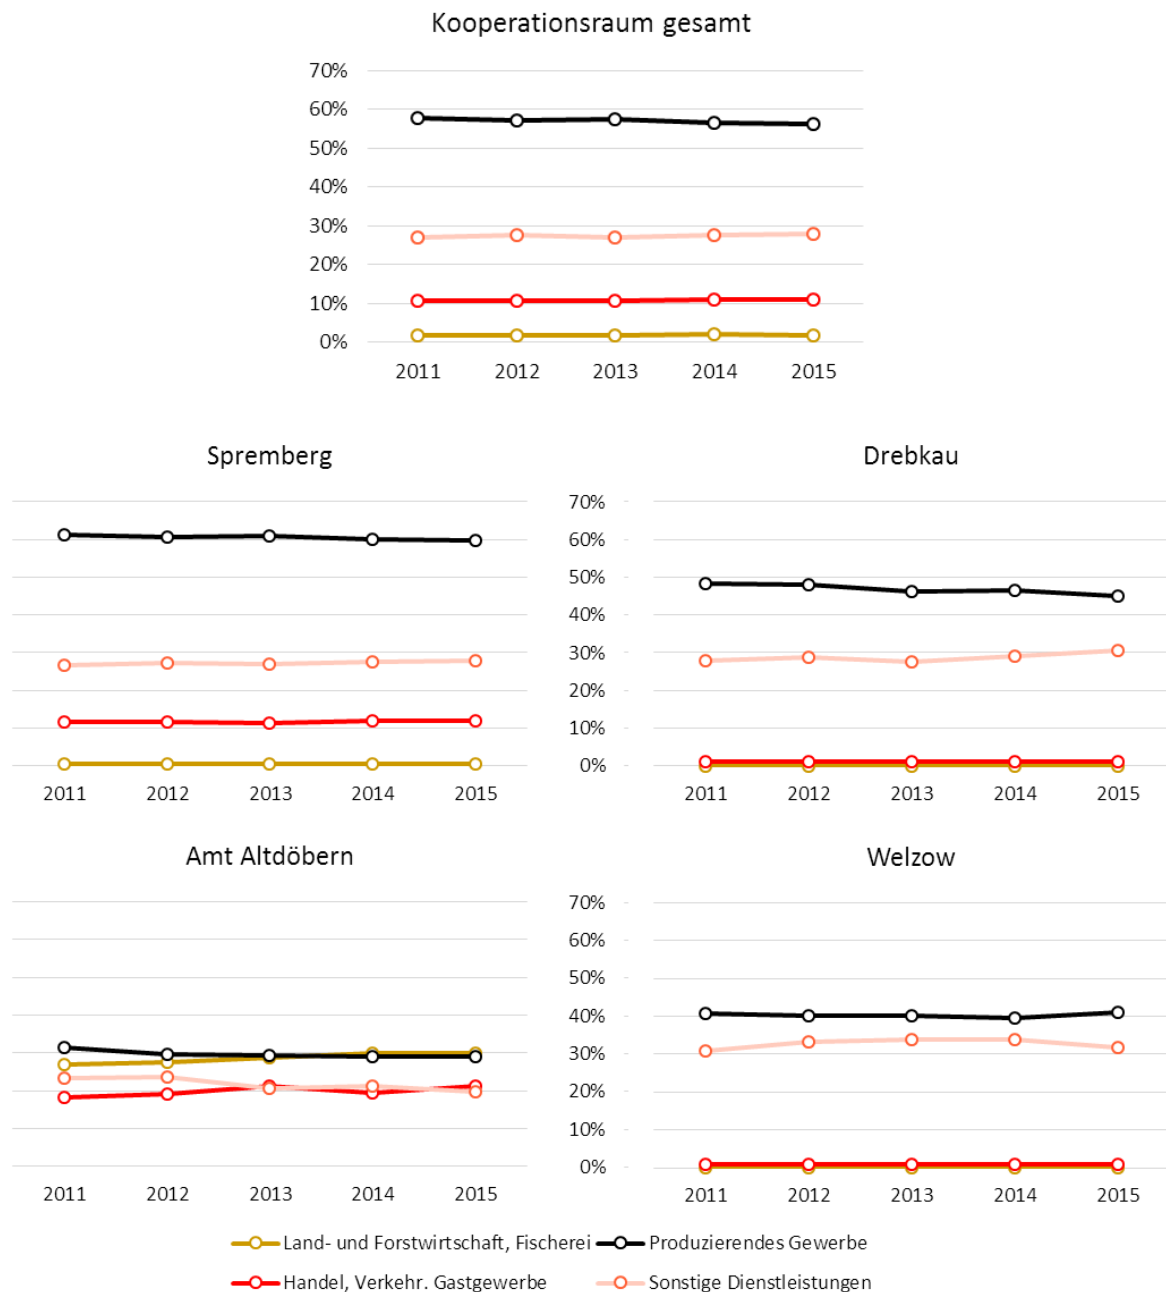 Kooperationsraum gesamt
70%
60%
50%
40%
30%
20%
10%
0%
2011 2012 2013 2014 2015
Spremberg
2011 2012 2013 2014 2015
Drebkau
70%
60%
50%
40%
30%
20%
10%
0%
2011 2012 2013 2014 2015
Amt Altdöbern
2011 2012 2013 2014 2015
Welzow
70%
60%
50%
40%
30%
20%
10%
0%
2011 2012 2013 2014 2015
Land- und Forstwirtschaft, Fischerei
Produzierendes Gewerbe
Handel, Verkehr. Gastgewerbe
Sonstige Dienstleistungen